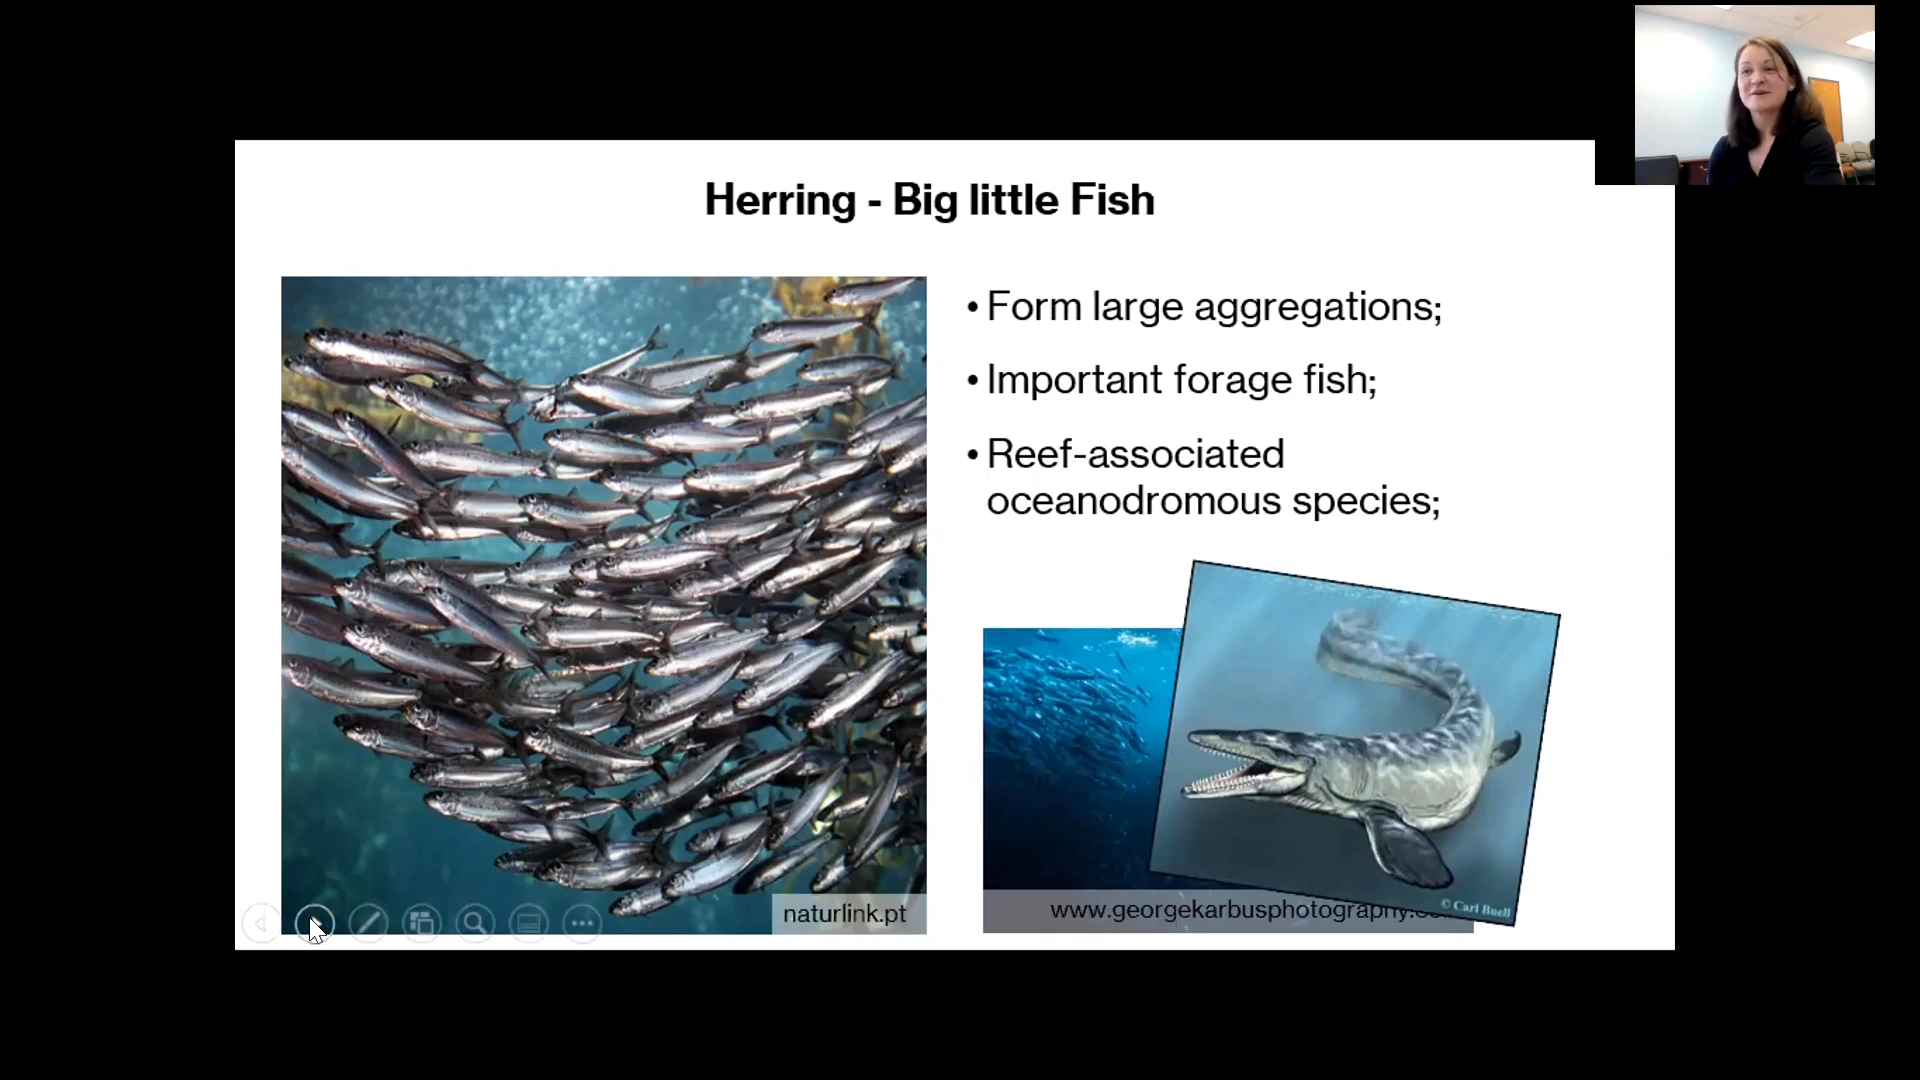 Herring - Big little Fish
• Form large aggregations;
• Important forage fish;
• Reef-associated
oceanodromous species;
naturlink.pt
www.georgekarbusphotography.
© Carl Buell